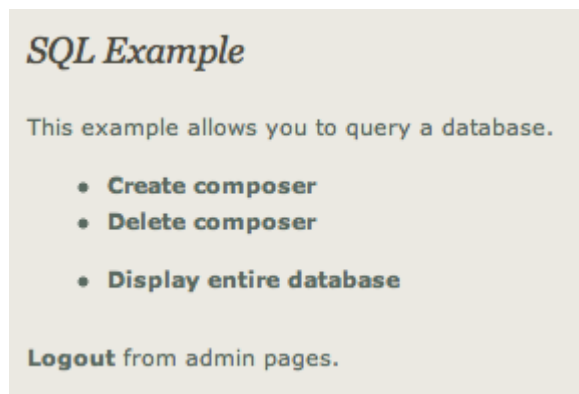 SQL Example
This example allows you to query a database.
Create composer
Delete composer
Display entire database
Logout from admin pages.